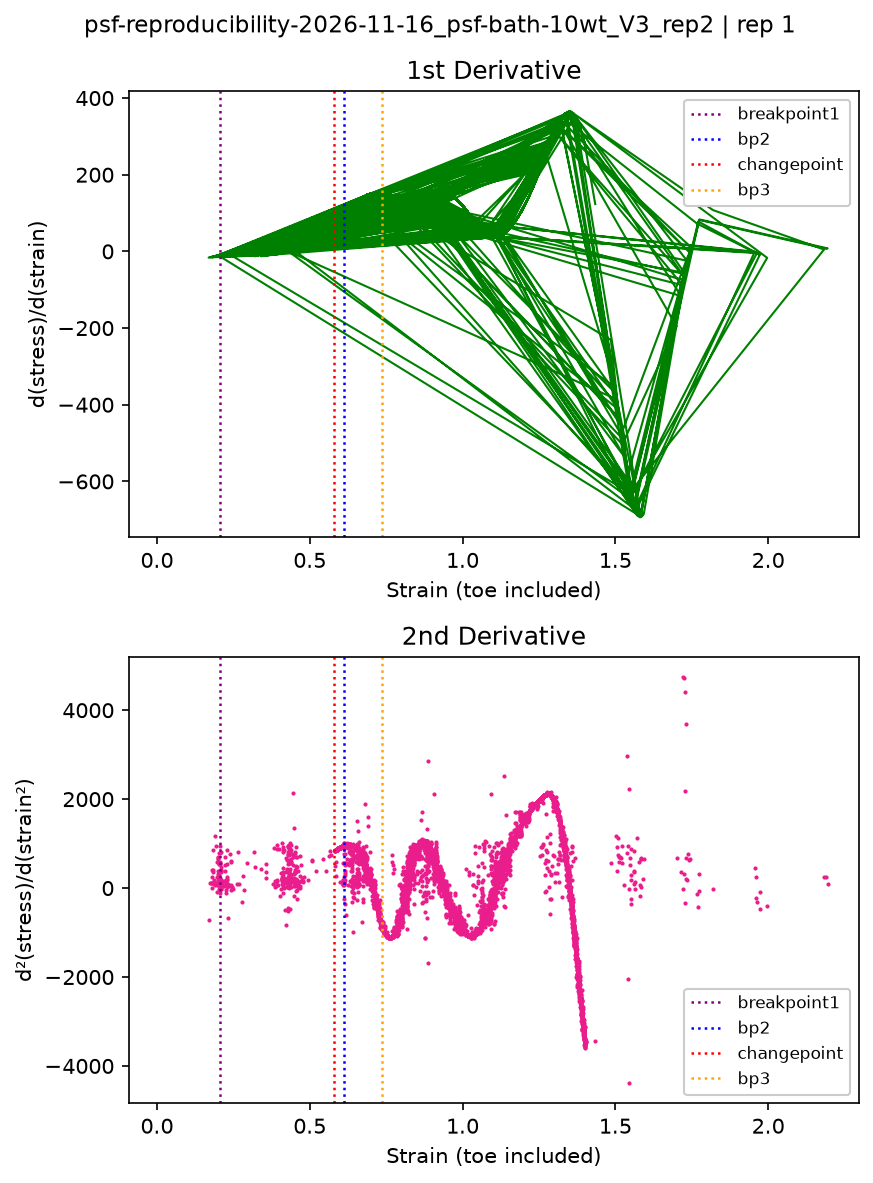 psf-reproducibility-2026-11-16_psf-bath-10wt_V3_rep2 | rep 1
1st Derivative
400
200
0
−200
−400
−600
d(stress)/d(strain)
breakpoint1
bp2
changepoint
bp3
0.0 0.5 1.0 1.5 2.0
Strain (toe included)
2nd Derivative
4000
2000
0
−2000
−4000
d²(stress)/d(strain²)
breakpoint1
bp2
changepoint
bp3
0.0 0.5 1.0 1.5 2.0
Strain (toe included)